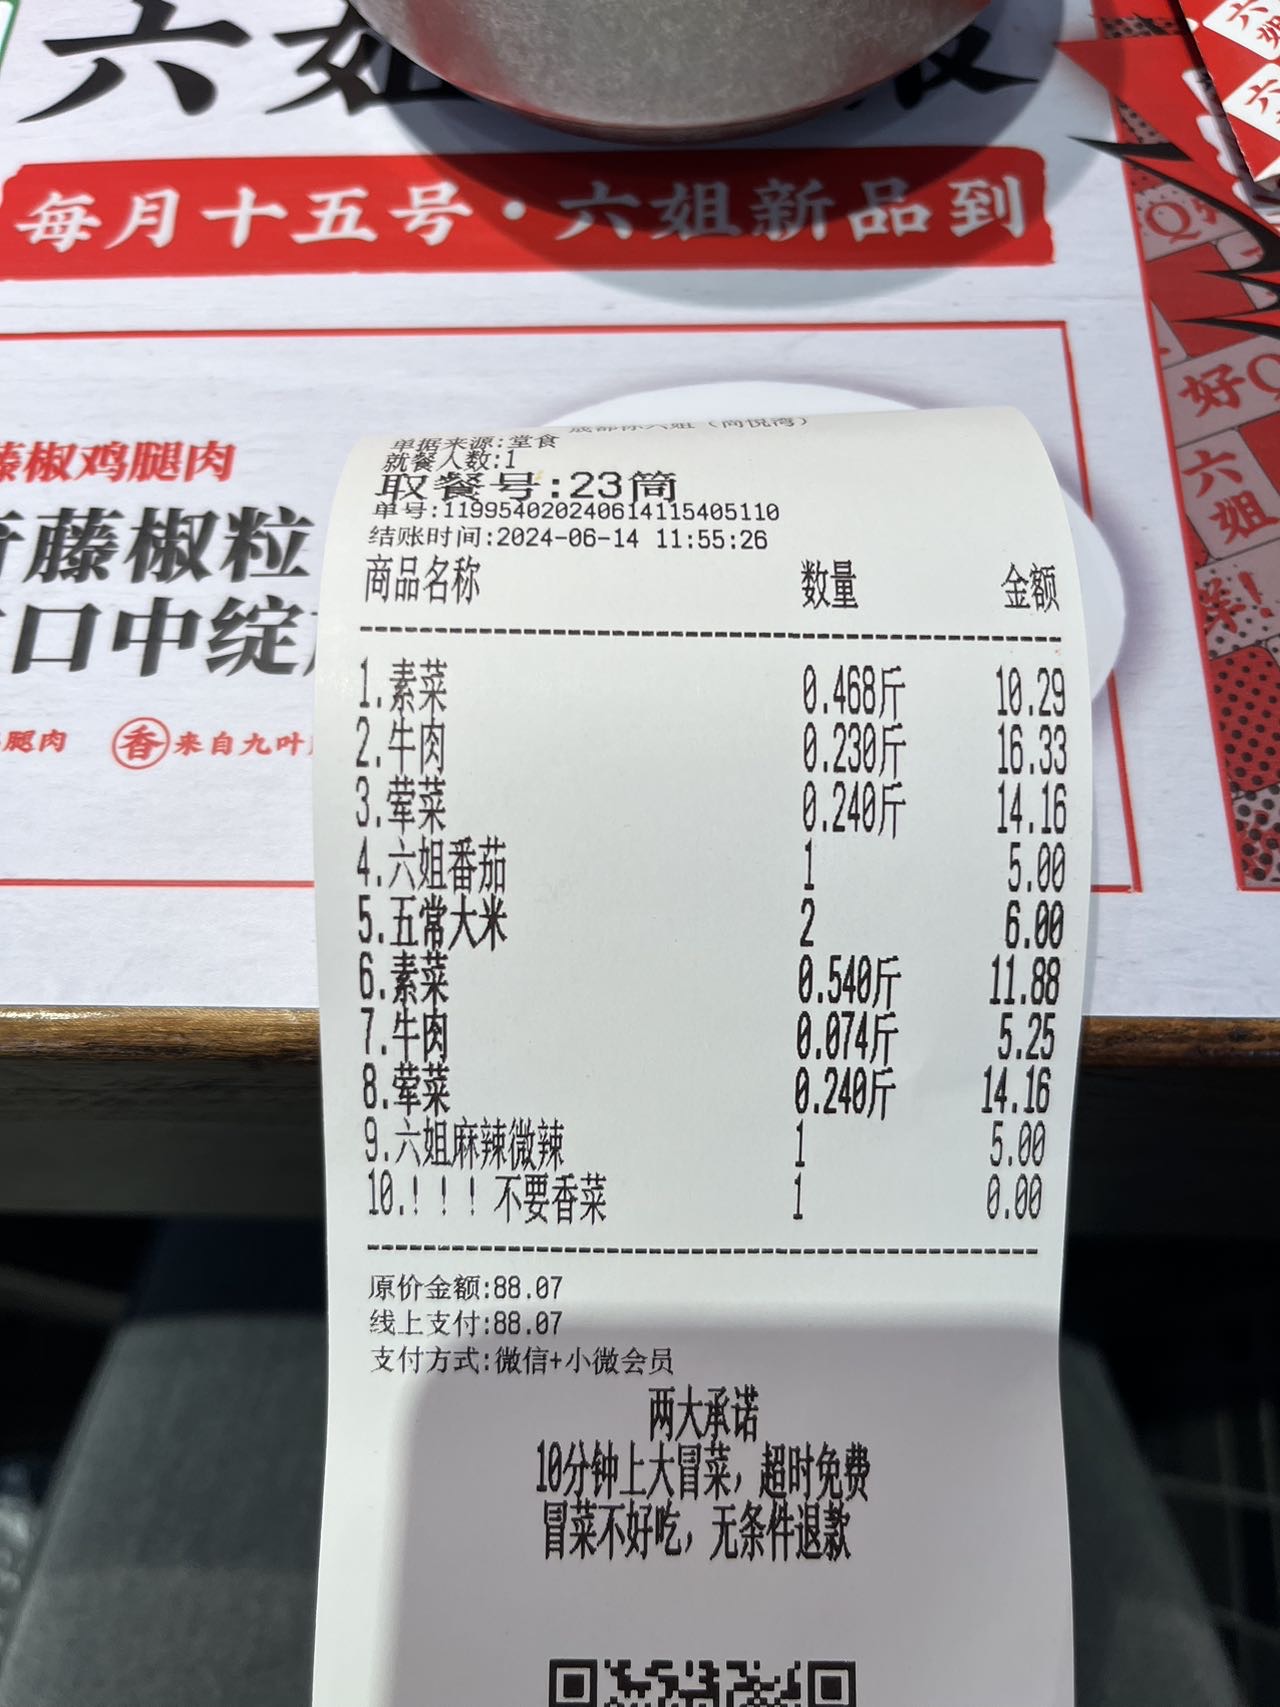 六姐
每月十五号·六姐新品到
藤椒鸡腿肉
藤椒粒
口中绽
腿肉
香 来自九叶
好Q
六姐
单据来源:堂食
就餐人数:1
取餐号:23筒
单号:119954020240614115405110
结账时间:2024-06-14 11:55:26
商品名称 数量 金额
1.素菜 0.468斤 10.29
2.牛肉 0.230斤 16.33
3.荤菜 0.240斤 14.16
4.六姐番茄 1 5.00
5.五常大米 2 6.00
6.素菜 0.540斤 11.88
7.牛肉 0.074斤 5.25
8.荤菜 0.240斤 14.16
9.六姐麻辣微辣 1 5.00
10.！！！不要香菜 1 0.00
原价金额:88.07
线上支付:88.07
支付方式:微信+小微会员
两大承诺
10分钟上大冒菜，超时免费
冒菜不好吃，无条件退款